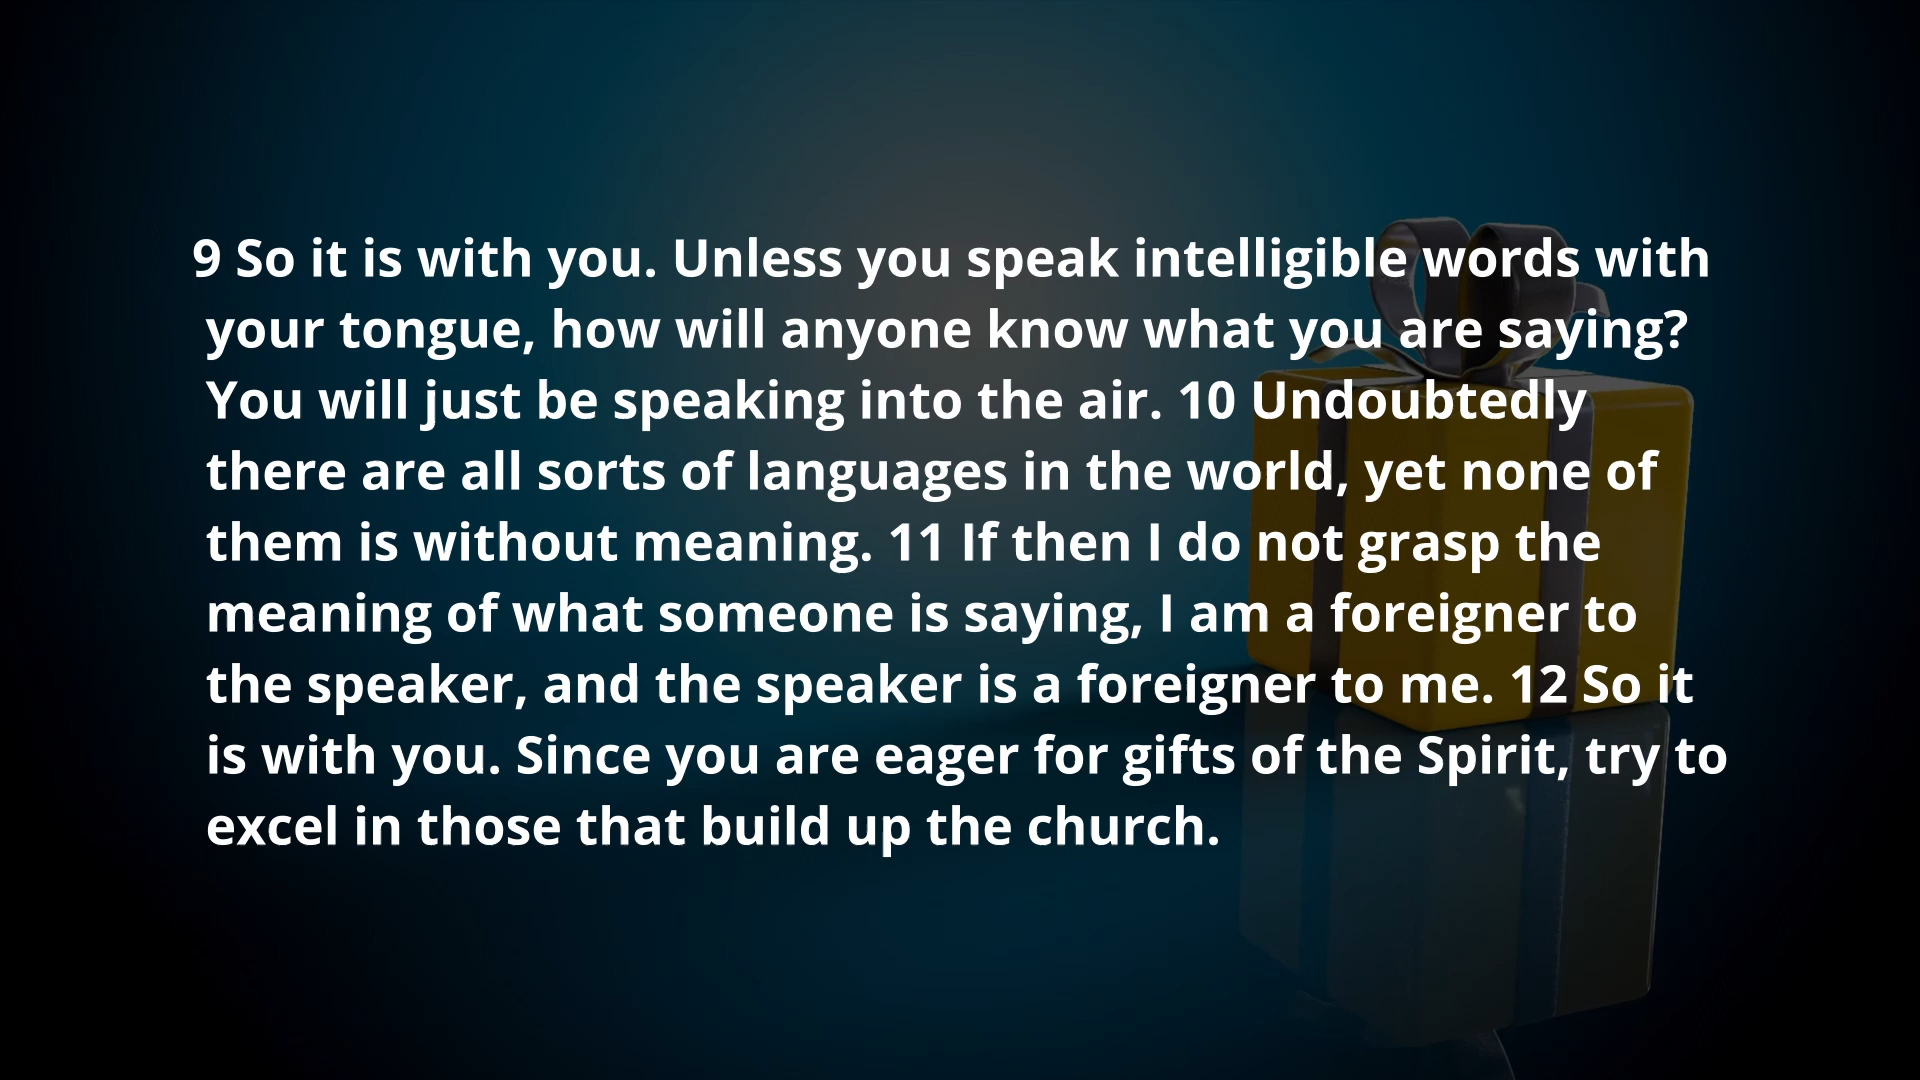 9 So it is with you. Unless you speak intelligible words with
your tongue, how will anyone know what you are saying?
You will just be speaking into the air. 10 Undoubtedly
there are all sorts of languages in the world, yet none of
them is without meaning. 11 If then I do not grasp the
meaning of what someone is saying, I am a foreigner to
the speaker, and the speaker is a foreigner to me. 12 So it
is with you. Since you are eager for gifts of the Spirit, try to
excel in those that build up the church.